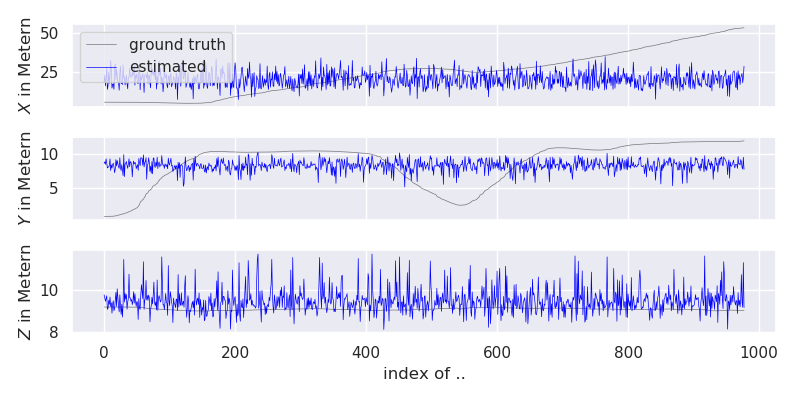 X in Metern
50
25
ground truth
estimated
Y in Metern
10
5
Z in Metern
10
8
0 200 400 600 800 1000
index of ..